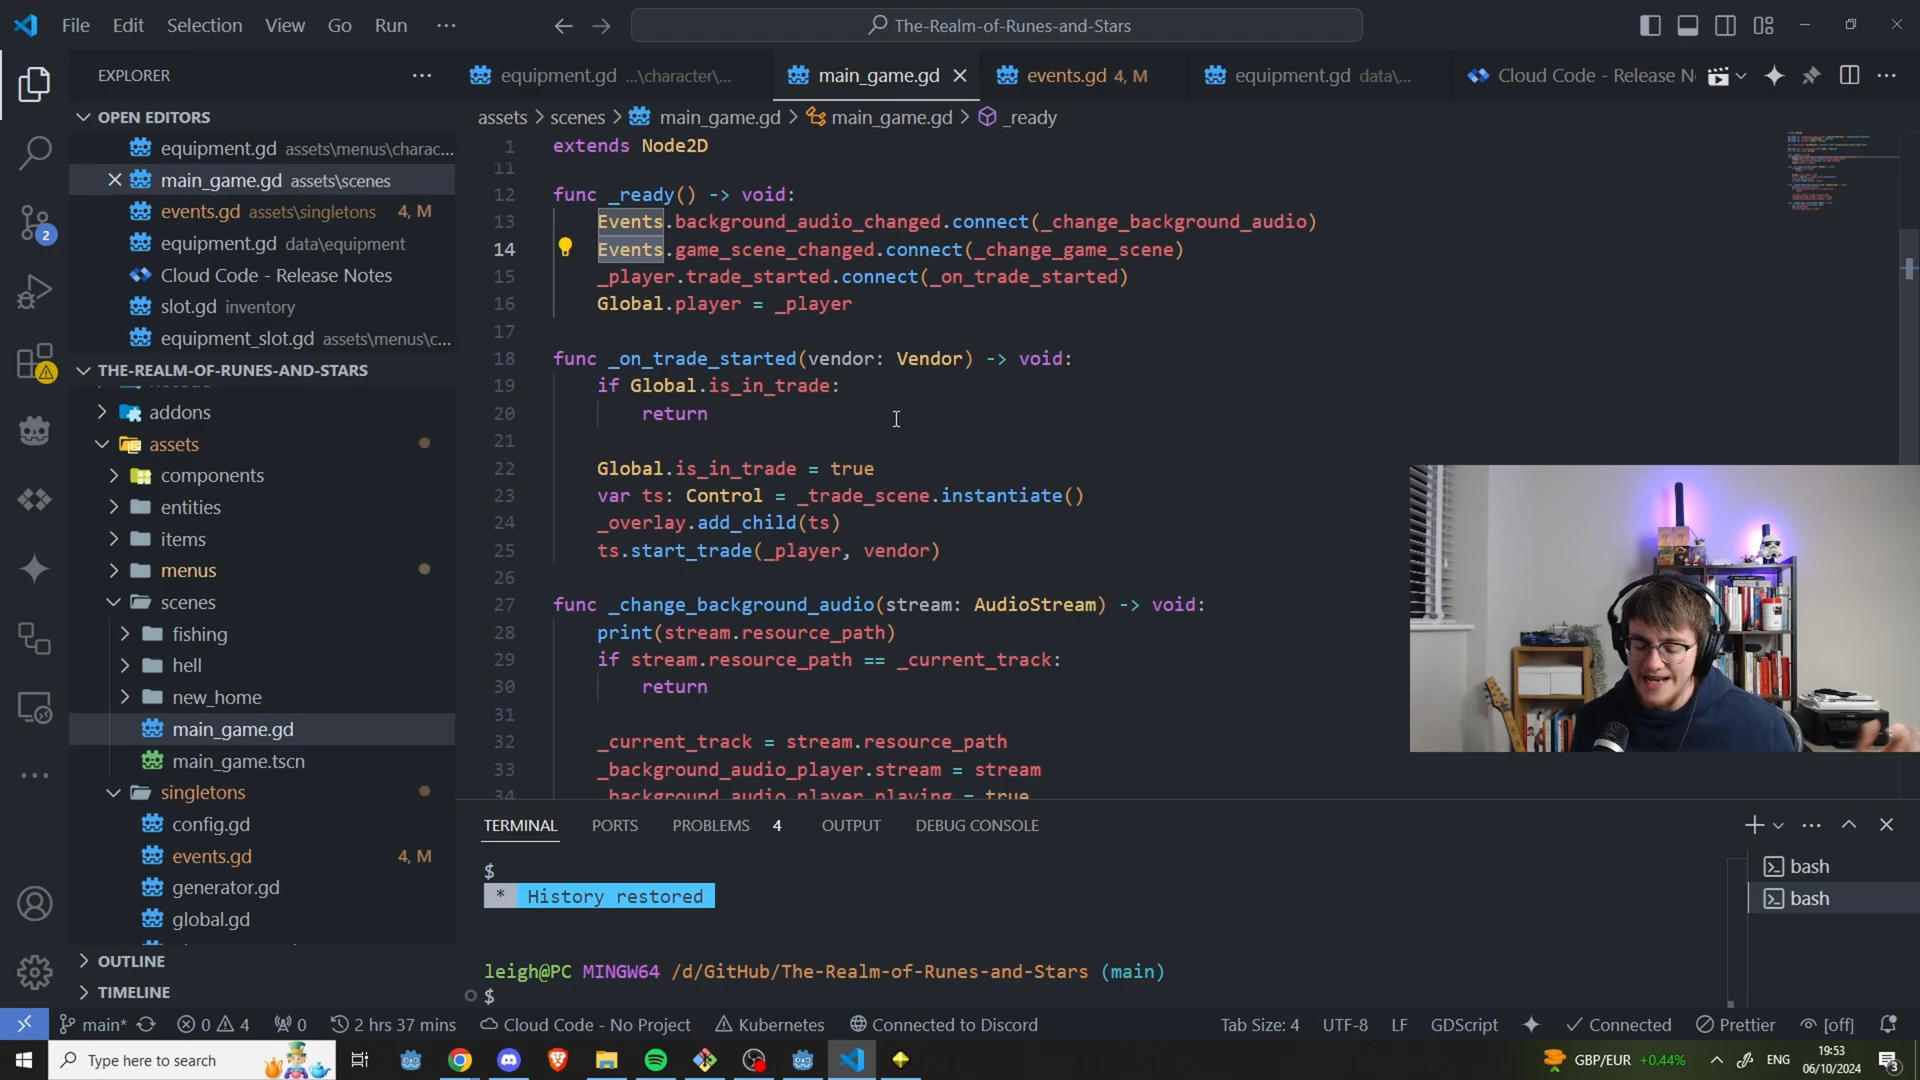 File Edit Selection View Go Run ···
The-Realm-of-Runes-and-Stars
EXPLORER
OPEN EDITORS
equipment.gd assets\menus\charac...
main_game.gd assets\scenes
events.gd assets\singletons 4, M
equipment.gd data\equipment
Cloud Code - Release Notes
slot.gd inventory
equipment_slot.gd assets\menus\c...
THE-REALM-OF-RUNES-AND-STARS
addons
assets
components
entities
items
menus
scenes
fishing
hell
new_home
main_game.gd
main_game.tscn
singletons
config.gd
events.gd 4, M
generator.gd
global.gd
OUTLINE
TIMELINE
2
equipment.gd ...\character\...
main_game.gd
events.gd 4, M
equipment.gd data\...
Cloud Code - Release N
assets > scenes > main_game.gd > main_game.gd > _ready
1 extends Node2D
11
12 func _ready() -> void:
13 Events.background_audio_changed.connect(_change_background_audio)
14 Events.game_scene_changed.connect(_change_game_scene)
15 _player.trade_started.connect(_on_trade_started)
16 Global.player = _player
17
18 func _on_trade_started(vendor: Vendor) -> void:
19 if Global.is_in_trade:
20 return
21
22 Global.is_in_trade = true
23 var ts: Control = _trade_scene.instantiate()
24 _overlay.add_child(ts)
25 ts.start_trade(_player, vendor)
26
27 func _change_background_audio(stream: AudioStream) -> void:
28 print(stream.resource_path)
29 if stream.resource_path == _current_track:
30 return
31
32 _current_track = stream.resource_path
33 _background_audio_player.stream = stream
34 _background_audio_player.playing = true
TERMINAL PORTS PROBLEMS 4 OUTPUT DEBUG CONSOLE
$
* History restored
leigh@PC MINGW64 /d/GitHub/The-Realm-of-Runes-and-Stars (main)
$
bash
bash
main* 0 4 0 2 hrs 37 mins Cloud Code - No Project Kubernetes Connected to Discord Tab Size: 4 UTF-8 LF GDScript Connected Prettier [off]
Type here to search
GBP/EUR +0.44%
ENG
19:53
06/10/2024
3